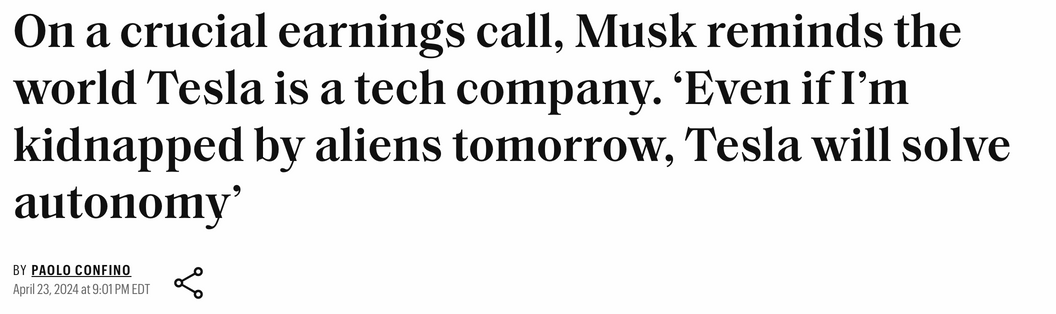 On a crucial earnings call, Musk reminds the
world Tesla is a tech company. ‘Even if I’m
kidnapped by aliens tomorrow, Tesla will solve
autonomy’
BY PAOLO CONFINO
April 23, 2024 at 9:01 PM EDT